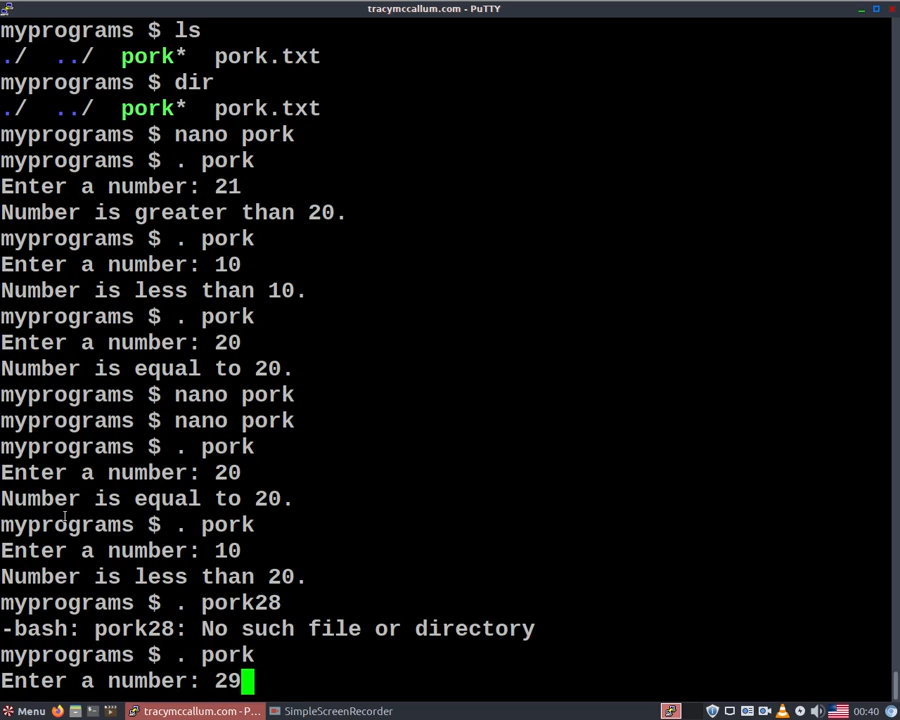 tracymccallum.com - PuTTY
myprograms $ ls
./  ../  pork*  pork.txt
myprograms $ dir
./  ../  pork*  pork.txt
myprograms $ nano pork
myprograms $ . pork
Enter a number: 21
Number is greater than 20.
myprograms $ . pork
Enter a number: 10
Number is less than 10.
myprograms $ . pork
Enter a number: 20
Number is equal to 20.
myprograms $ nano pork
myprograms $ nano pork
myprograms $ . pork
Enter a number: 20
Number is equal to 20.
myprograms $ . pork
Enter a number: 10
Number is less than 20.
myprograms $ . pork28
-bash: pork28: No such file or directory
myprograms $ . pork
Enter a number: 29
Menu tracymccallum.com - P... SimpleScreenRecorder 00:40